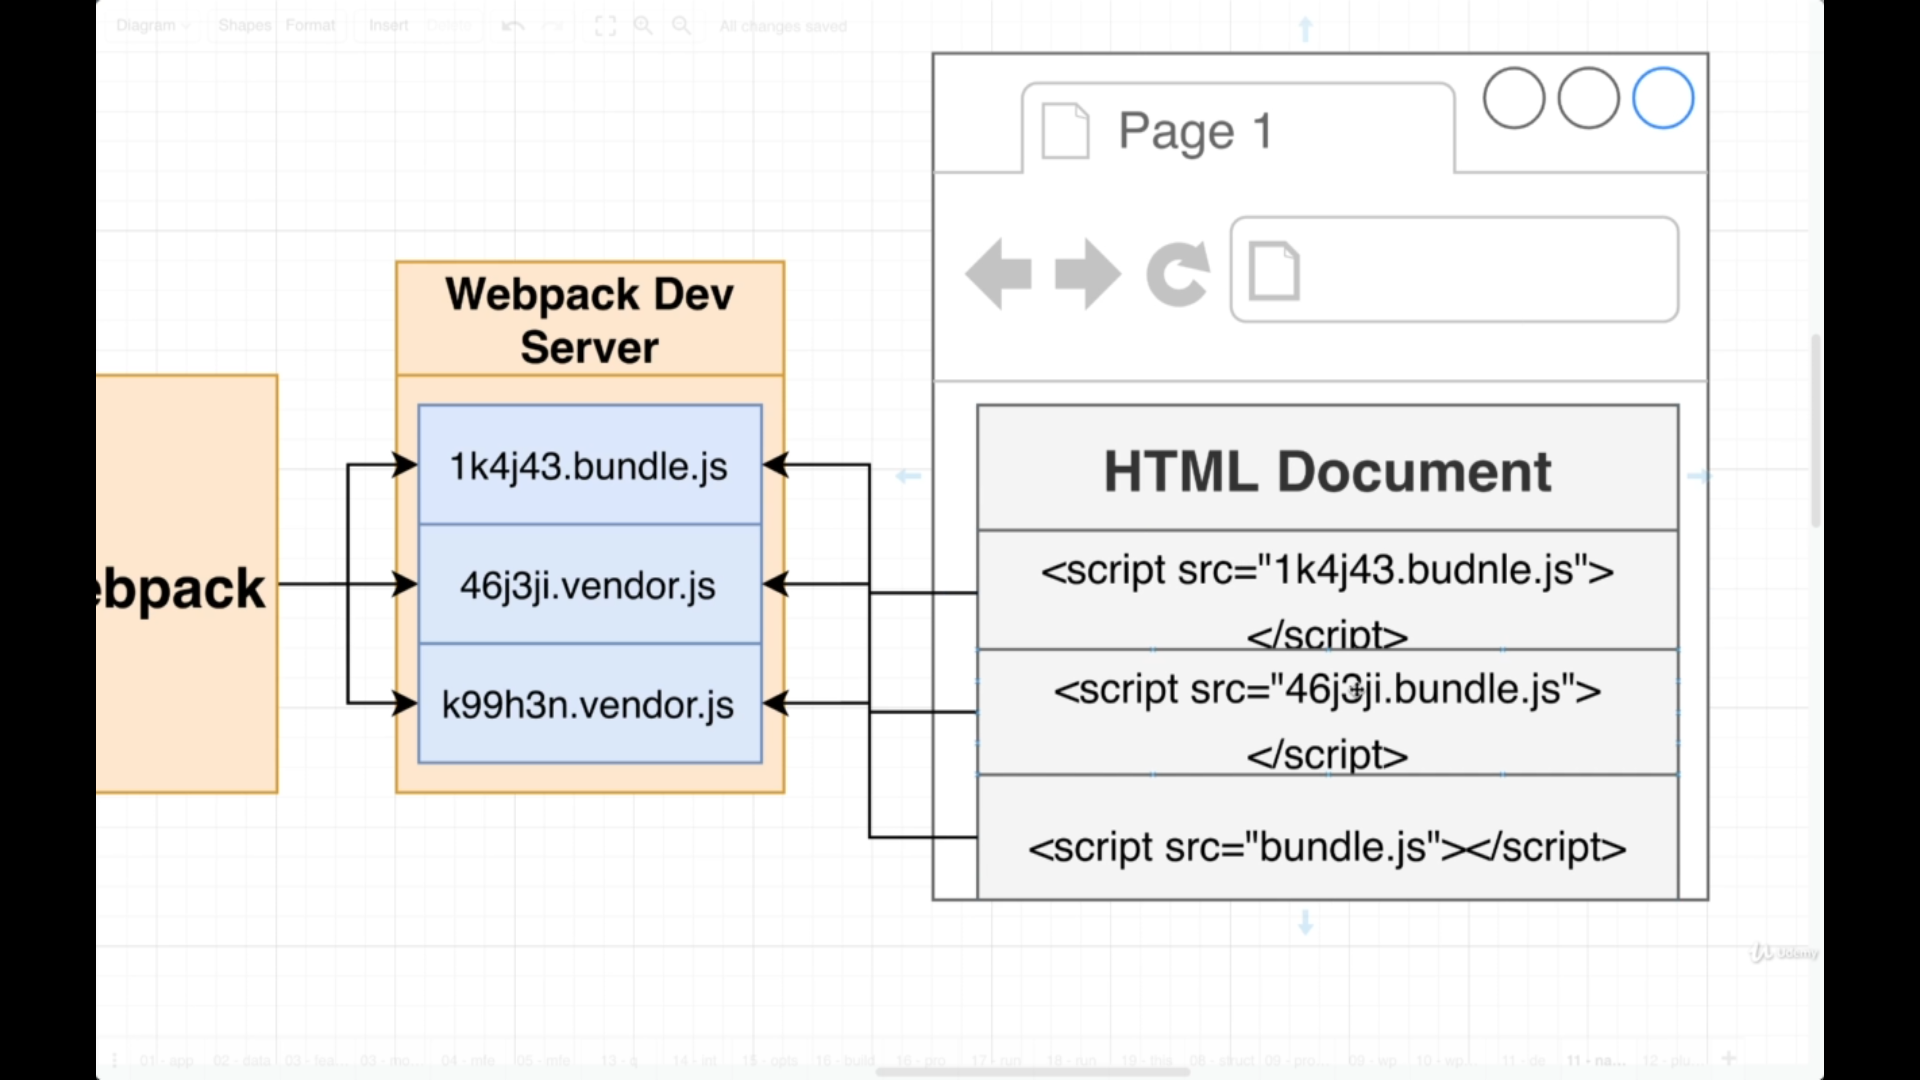 Diagram Shapes Format Insert Delete All changes saved
Page 1
Webpack Dev
Server
1k4j43.bundle.js
46j3ji.vendor.js
k99h3n.vendor.js
ebpack
HTML Document
<script src="1k4j43.budnle.js">
</script>
<script src="46j3ji.bundle.js">
</script>
<script src="bundle.js"></script>
Udemy
01 - app 02 - data 03 - lea... 03 - mo... 04 - mfe 05 - mfe 13 - q 14 - int 15 - opts 16 - build 16 - pro 17 - run 18 - run 19 - this 08 - struct 09 - pro... 09 - wp 10 - wp... 11 - de 11 - na... 12 - plu...